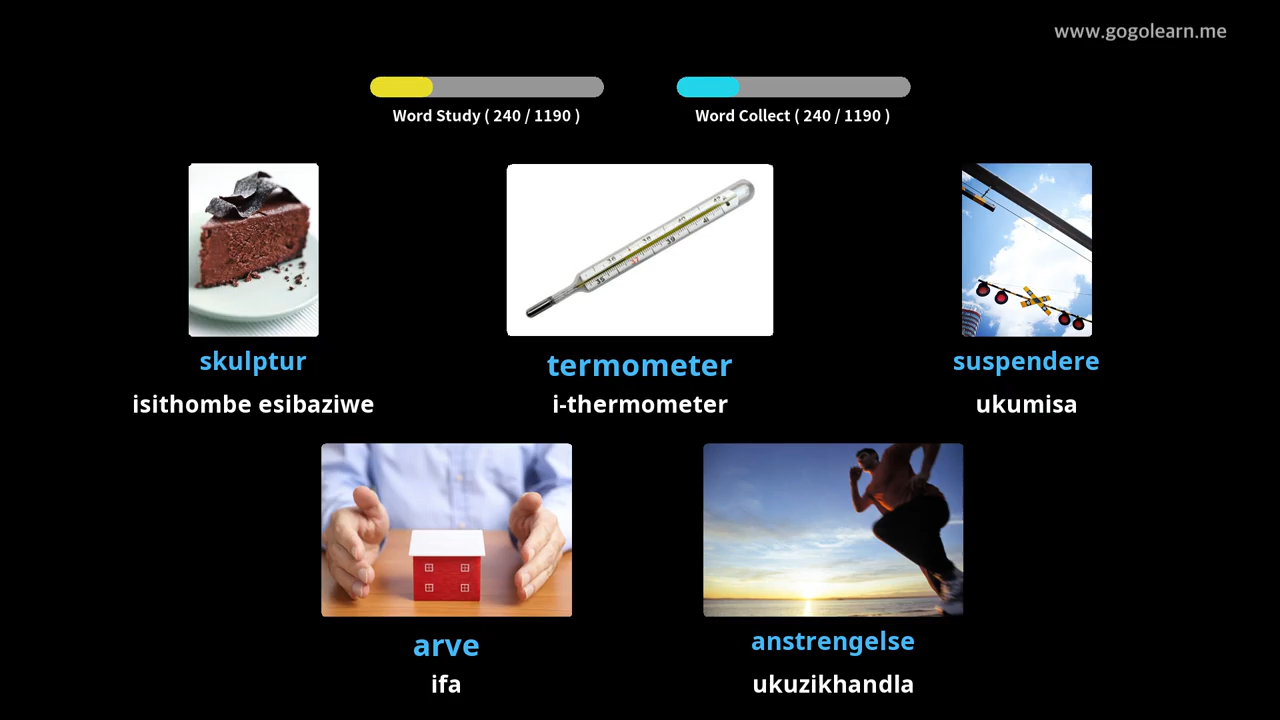 www.gogolearn.me
Word Study ( 240 / 1190 )
Word Collect ( 240 / 1190 )
skulptur
isithombe esibaziwe
termometer
i-thermometer
suspendere
ukumisa
arve
ifa
anstrengelse
ukuzikhandla